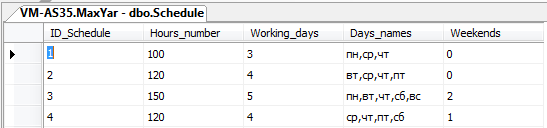 VM-AS35.MaxYar - dbo.Schedule
ID_Schedule Hours_number Working_days Days_names Weekends
1 100 3 пн,ср,чт 0
2 120 4 вт,ср,чт,пт 0
3 150 5 пн,вт,чт,сб,вс 2
4 120 4 ср,чт,пт,сб 1